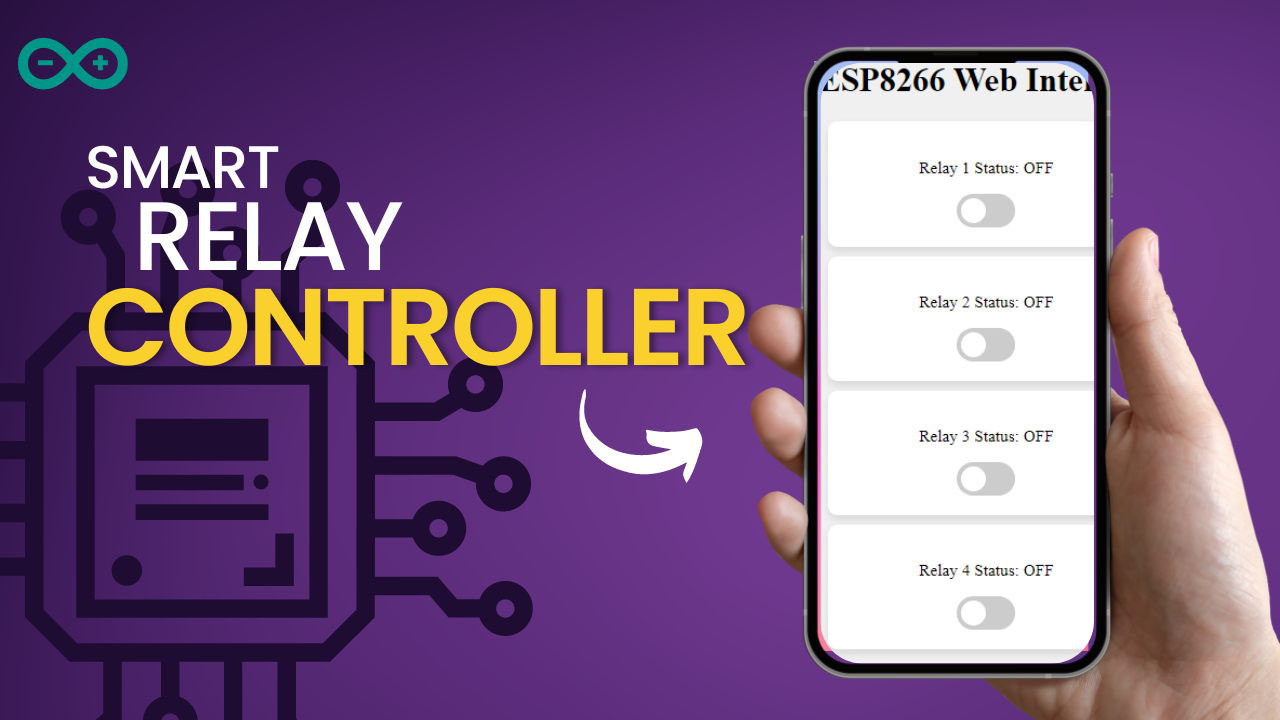 SMART
RELAY
CONTROLLER
ESP8266 Web
Relay 1 Status: OFF
Relay 2 Status: OFF
Relay 3 Status: OFF
Relay 4 Status: OFF